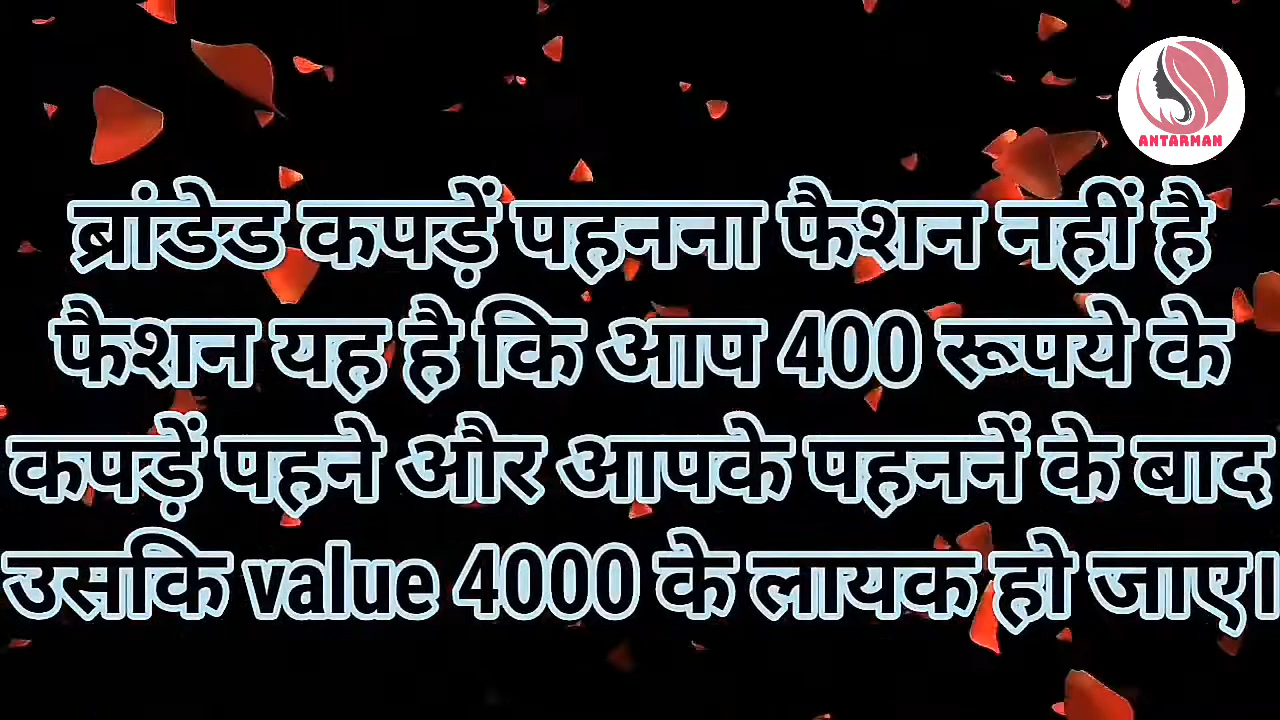 ANTARMAN
ब्रांडेड कपड़ें पहनना फैशन नहीं है
फैशन यह है कि आप 400 रूपये के
कपड़ें पहने और आपके पहननें के बाद
उसकि value 4000 के लायक हो जाए।